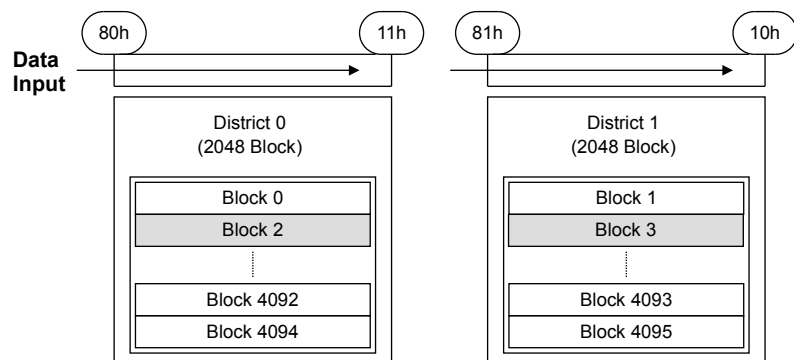 80h
11h
81h
10h
Data
Input
District 0
(2048 Block)
Block 0
Block 2
Block 4092
Block 4094
District 1
(2048 Block)
Block 1
Block 3
Block 4093
Block 4095